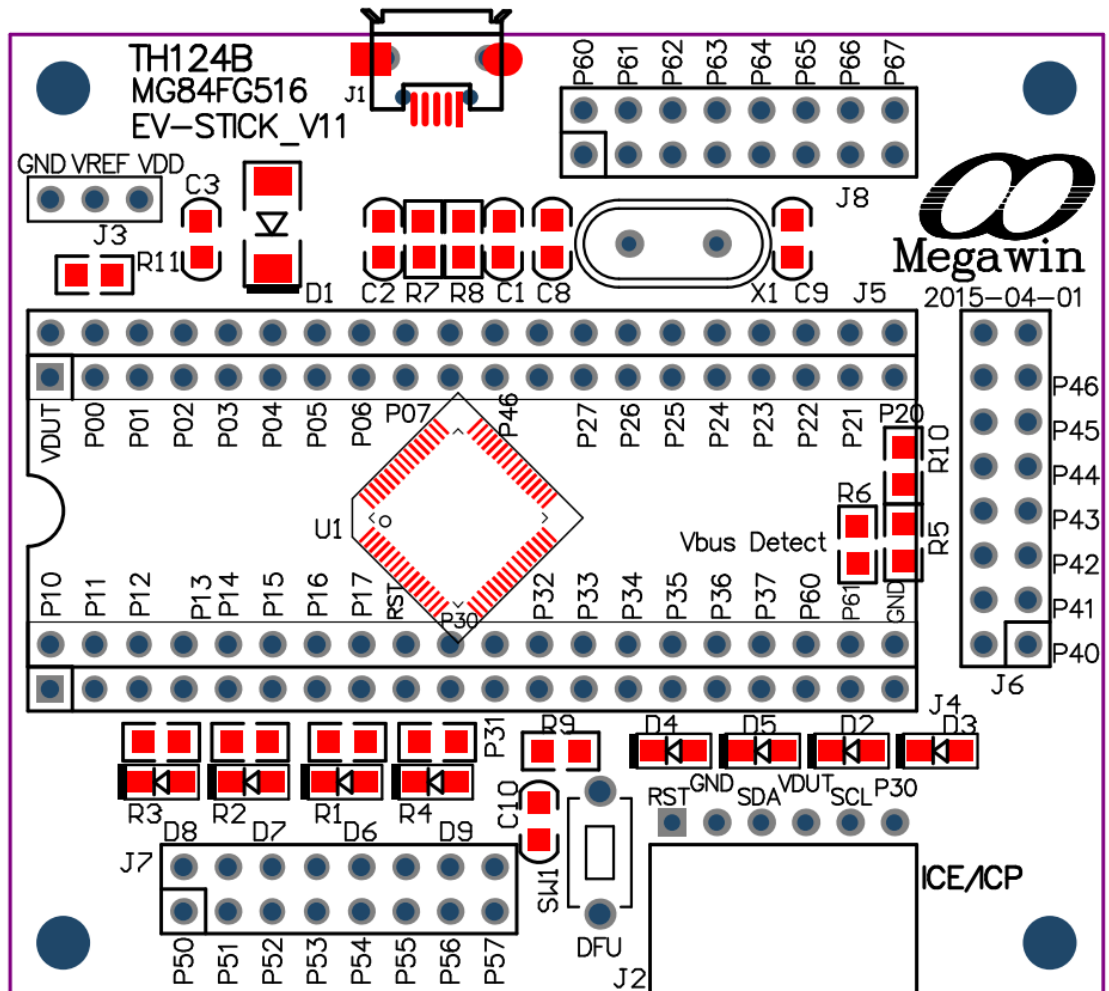 TH124B
MG84FG516
EV-STICK_V11
J1
P60 P61 P62 P63 P64 P65 P66 P67
GND VREF VDD
C3
J3
R11
J8
Megawin
2015-04-01
D1 C2 R7 R8 C1 C8 X1 C9 J5
VDUT P00 P01 P02 P03 P04 P05 P06 P07 P46 P27 P26 P25 P24 P23 P22 P21 P20
R10
P46
P45
P44
P43
P42
P41
P40
J6
U1
R6
R5
Vbus Detect
P10 P11 P12 P13 P14 P15 P16 P17 RST P30 P32 P33 P34 P35 P36 P37 P60 P61 GND
P31
R9
D4 D5 D2 J4 D3
R3 R2 R1 R4
C10
RST GND SDA VDUT SCL P30
D8 D7 D6 D9
J7
SW1
ICE/ICP
P50 P51 P52 P53 P54 P55 P56 P57
DFU
J2